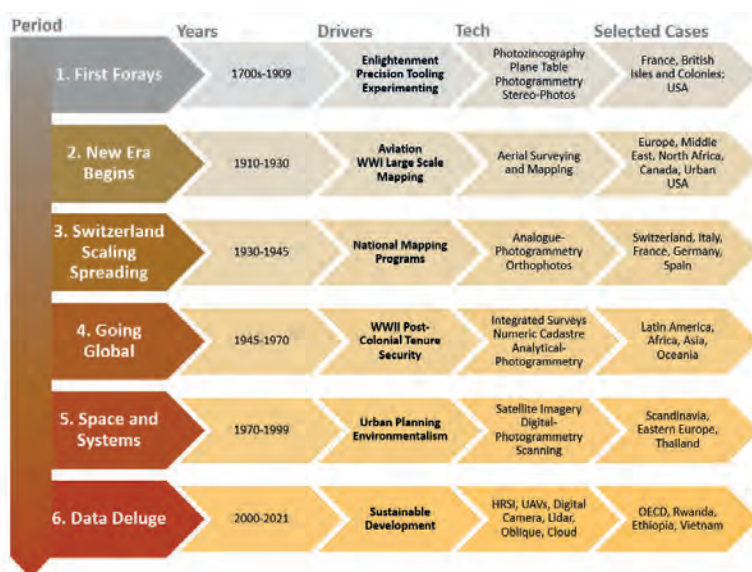 Period
Years
Drivers
Tech
Selected Cases
1. First Forays
1700s-1909
Enlightenment
Precision Tooling
Experimenting
Photozincography
Plane Table
Photogrammetry
Stereo-Photos
France, British
Isles and Colonies;
USA
2. New Era
Begins
1910-1930
Aviation
WWI Large Scale
Mapping
Aerial Surveying
and Mapping
Europe, Middle
East, North Africa,
Canada, Urban
USA
3. Switzerland
Scaling
Spreading
1930-1945
National Mapping
Programs
Analogue-
Photogrammetry
Orthophotos
Switzerland, Italy,
France, Germany,
Spain
4. Going
Global
1945-1970
WWII Post-
Colonial Tenure
Security
Integrated Surveys
Numeric Cadastre
Analytical-
Photogrammetry
Latin America,
Africa, Asia,
Oceania
5. Space and
Systems
1970-1999
Urban Planning
Environmentalism
Satellite Imagery
Digital-
Photogrammetry
Scanning
Scandinavia,
Eastern Europe,
Thailand
6. Data Deluge
2000-2021
Sustainable
Development
HRSI, UAVs, Digital
Camera, Lidar,
Oblique, Cloud
OECD, Rwanda,
Ethiopia, Vietnam